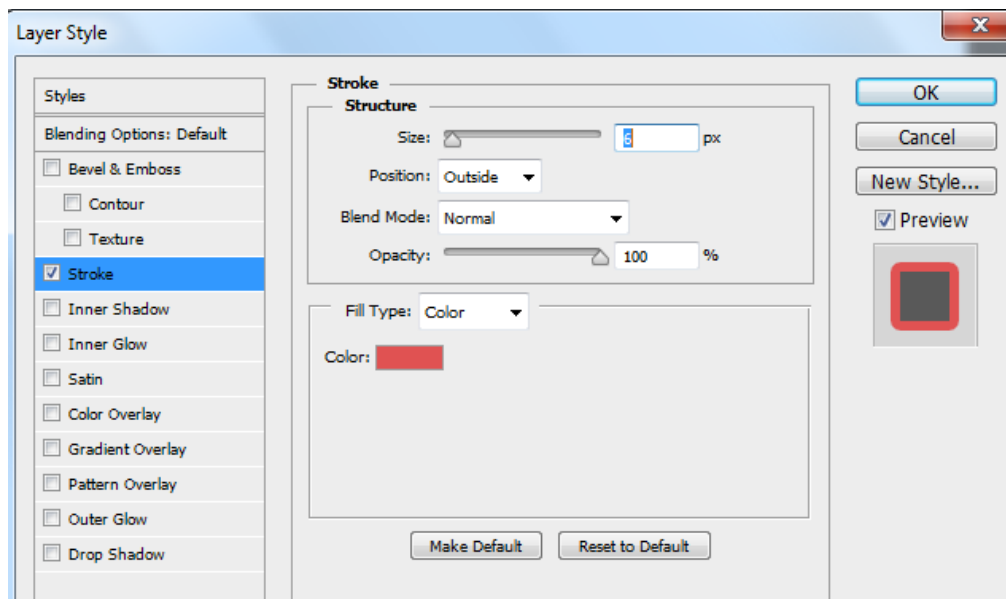 Layer Style
X
Styles
Blending Options: Default
Bevel & Emboss
Contour
Texture
Stroke
Inner Shadow
Inner Glow
Satin
Color Overlay
Gradient Overlay
Pattern Overlay
Outer Glow
Drop Shadow
Stroke
Structure
Size: 6 px
Position: Outside
Blend Mode: Normal
Opacity: 100 %
Fill Type: Color
Color:
Make Default Reset to Default
OK
Cancel
New Style...
Preview